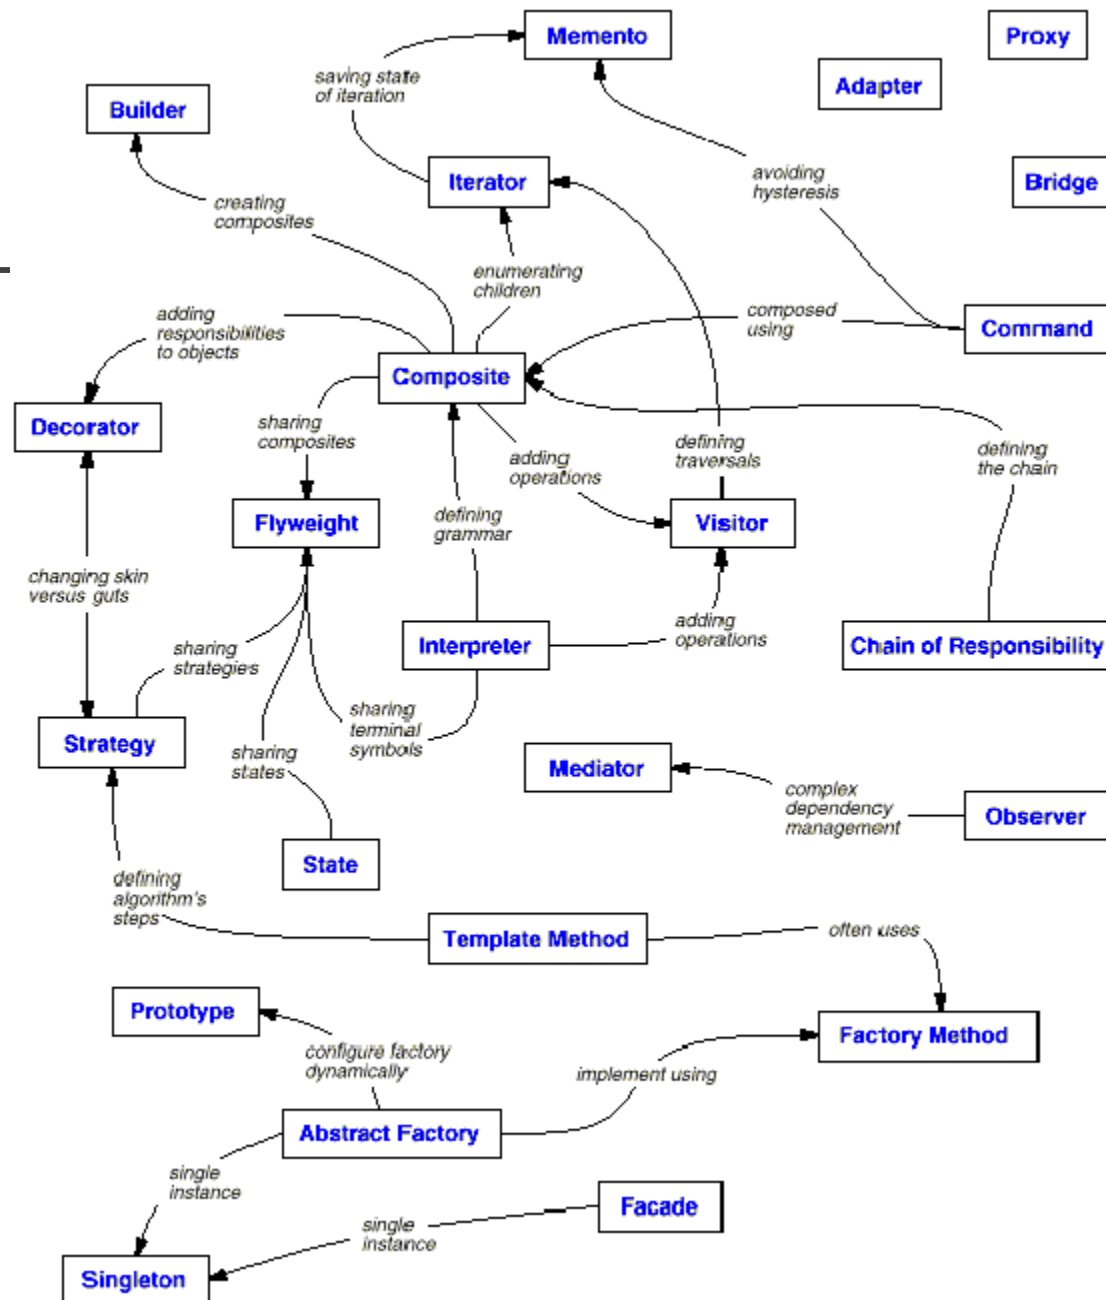 Memento
Proxy
saving state
of iteration
Adapter
Builder
avoiding
hysteresis
Iterator
Bridge
creating
composites
enumerating
children
adding
responsibilities
to objects
composed
using
Command
Composite
Decorator
sharing
composites
adding
operations
defining
traversals
defining
the chain
Flyweight
defining
grammar
Visitor
changing skin
versus guts
sharing
strategies
Interpreter
adding
operations
Chain of Responsibility
sharing
terminal
symbols
Strategy
sharing
states
Mediator
complex
dependency
management
Observer
State
defining
algorithm's
steps
Template Method
often uses
Prototype
configure factory
dynamically
Factory Method
implement using
Abstract Factory
single
instance
Facade
single
instance
Singleton